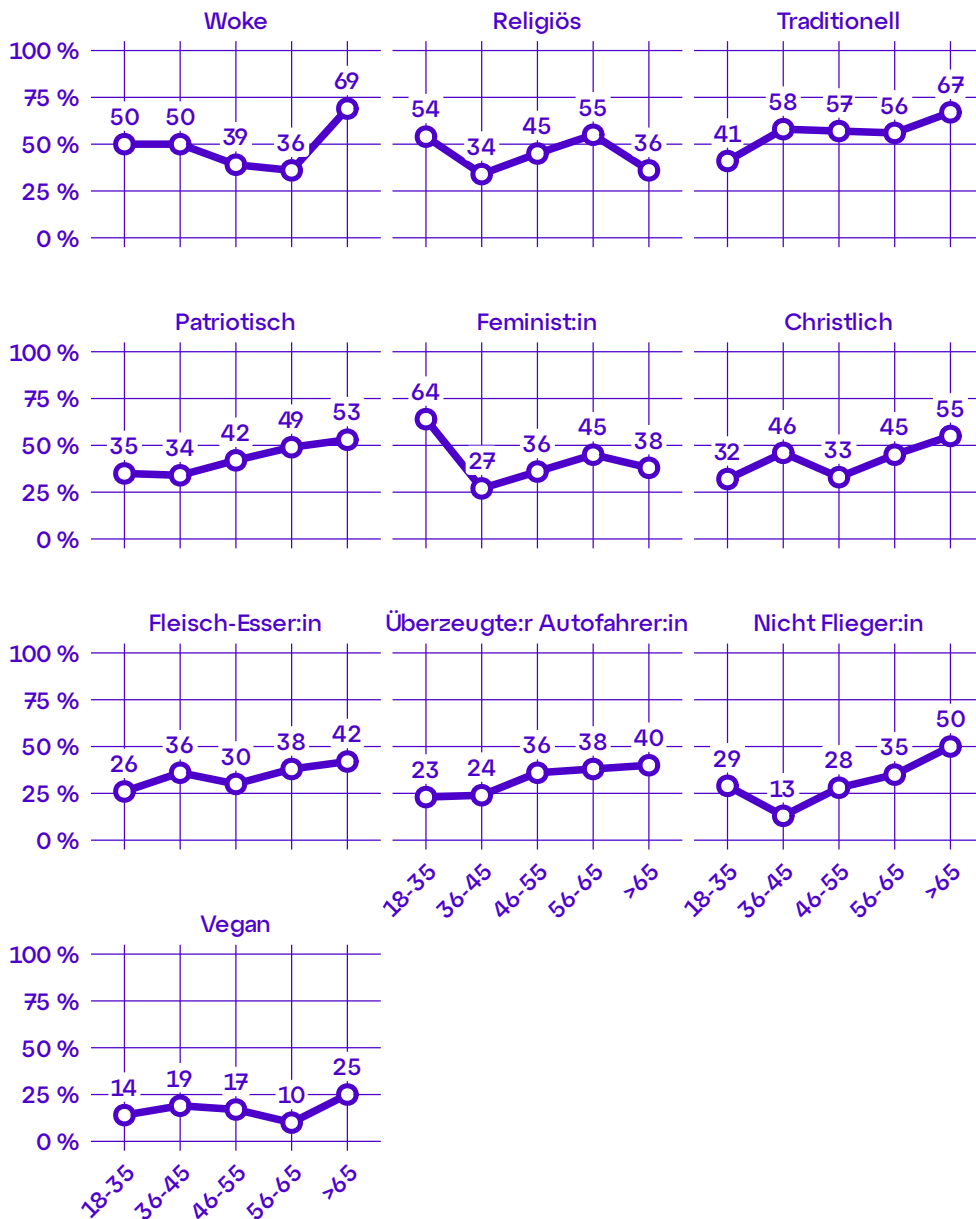 Woke Religiös Traditionell
100 %
75 %
50 %
25 %
0 %
50 50 39 36 69
54 34 45 55 36
41 58 57 56 67
Patriotisch Feminist:in Christlich
100 %
75 %
50 %
25 %
0 %
35 34 42 49 53
64 27 36 45 38
32 46 33 45 55
Fleisch-Esser:in Überzeugte:r Autofahrer:in Nicht Flieger:in
100 %
75 %
50 %
25 %
0 %
26 36 30 38 42
23 24 36 38 40
29 13 28 35 50
18-35 36-45 46-55 56-65 >65
18-35 36-45 46-55 56-65 >65
Vegan
100 %
75 %
50 %
25 %
0 %
14 19 17 10 25
18-35 36-45 46-55 56-65 >65